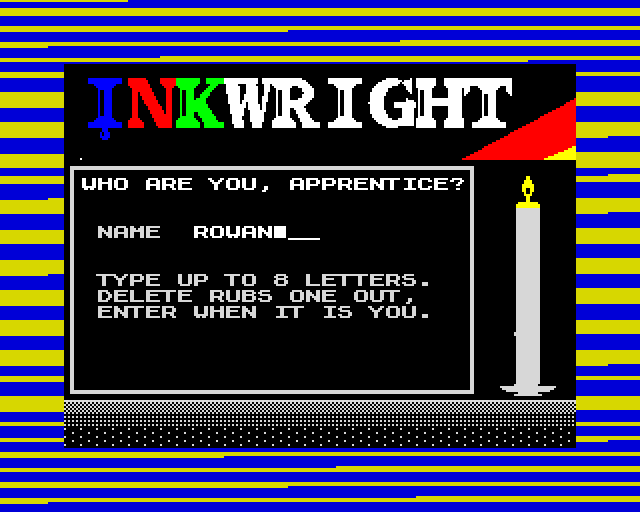 INKWRIGHT
WHO ARE YOU, APPRENTICE?
NAME ROWAN
TYPE UP TO 8 LETTERS.
DELETE RUBS ONE OUT,
ENTER WHEN IT IS YOU.